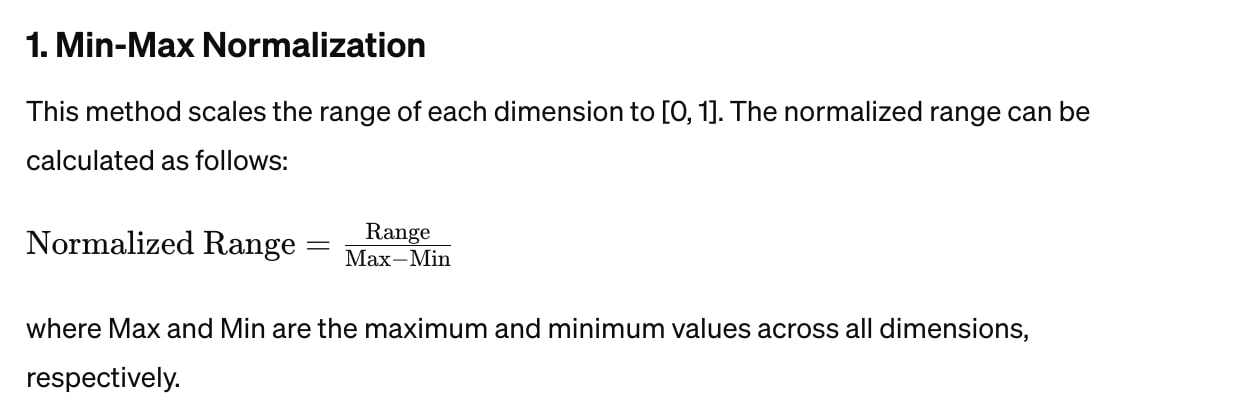 1. Min-Max Normalization
This method scales the range of each dimension to [0, 1]. The normalized range can be
calculated as follows:
Normalized Range = Range / Max−Min
where Max and Min are the maximum and minimum values across all dimensions,
respectively.